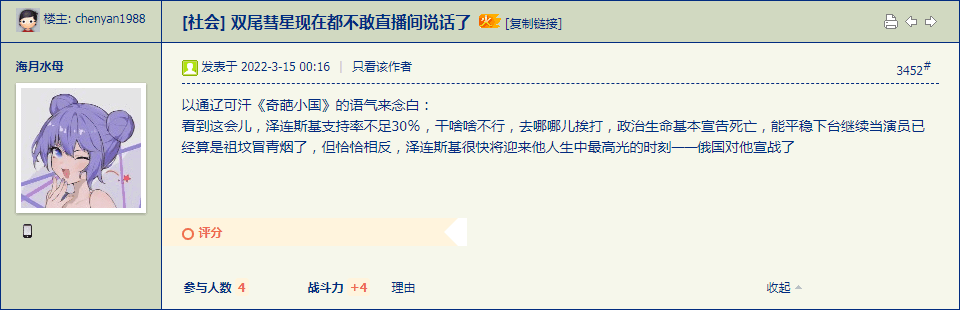 楼主: chenyan1988
[社会] 双尾彗星现在都不敢直播间说话了 火 [复制链接]
海月水母
发表于 2022-3-15 00:16 | 只看该作者
3452#
以通辽可汗《奇葩小国》的语气来念白：
看到这会儿，泽连斯基支持率不足30%，干啥啥不行，去哪哪儿挨打，政治生命基本宣告死亡，能平稳下台继续当演员已
经算是祖坟冒青烟了，但恰恰相反，泽连斯基很快将迎来他人生中最高光的时刻——俄国对他宣战了
评分
参与人数 4 战斗力 +4 理由 收起